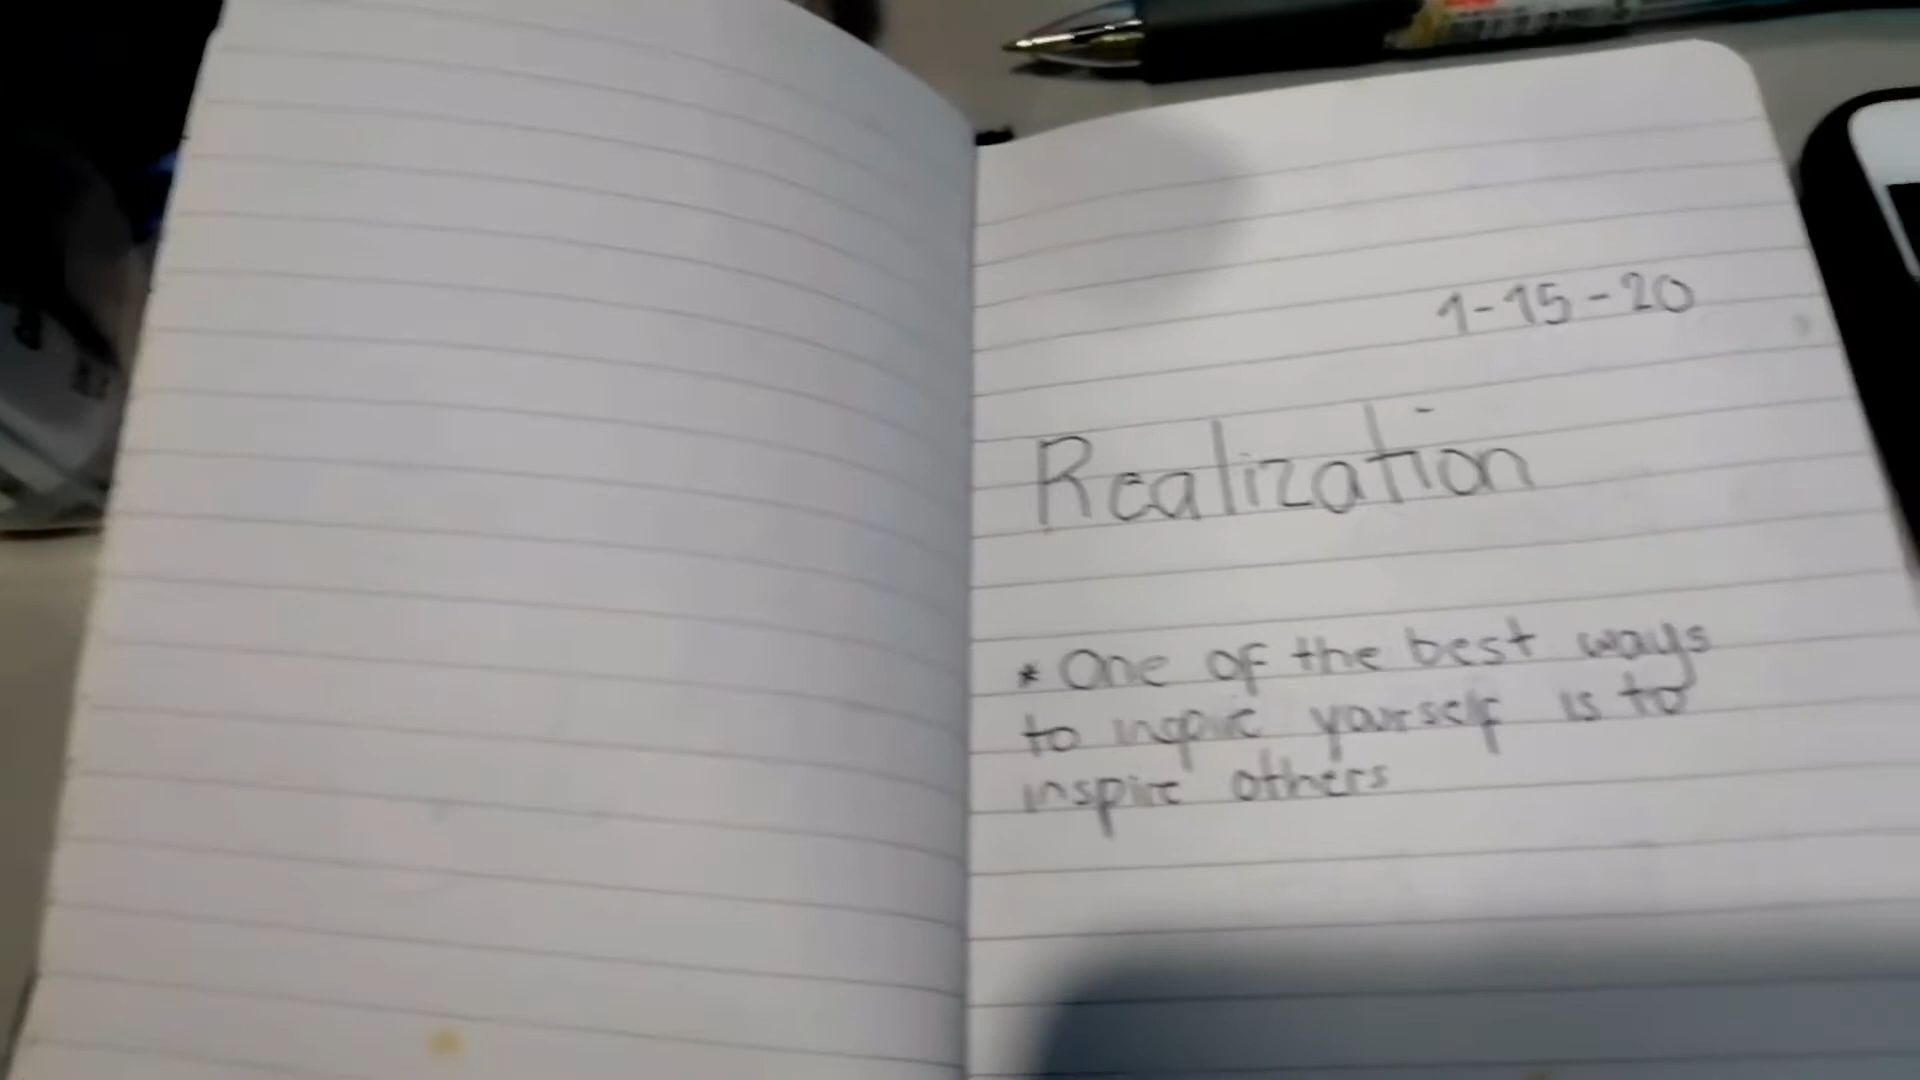 1-15-20
Realization
* One of the best ways
to inspire yourself is to
inspire others